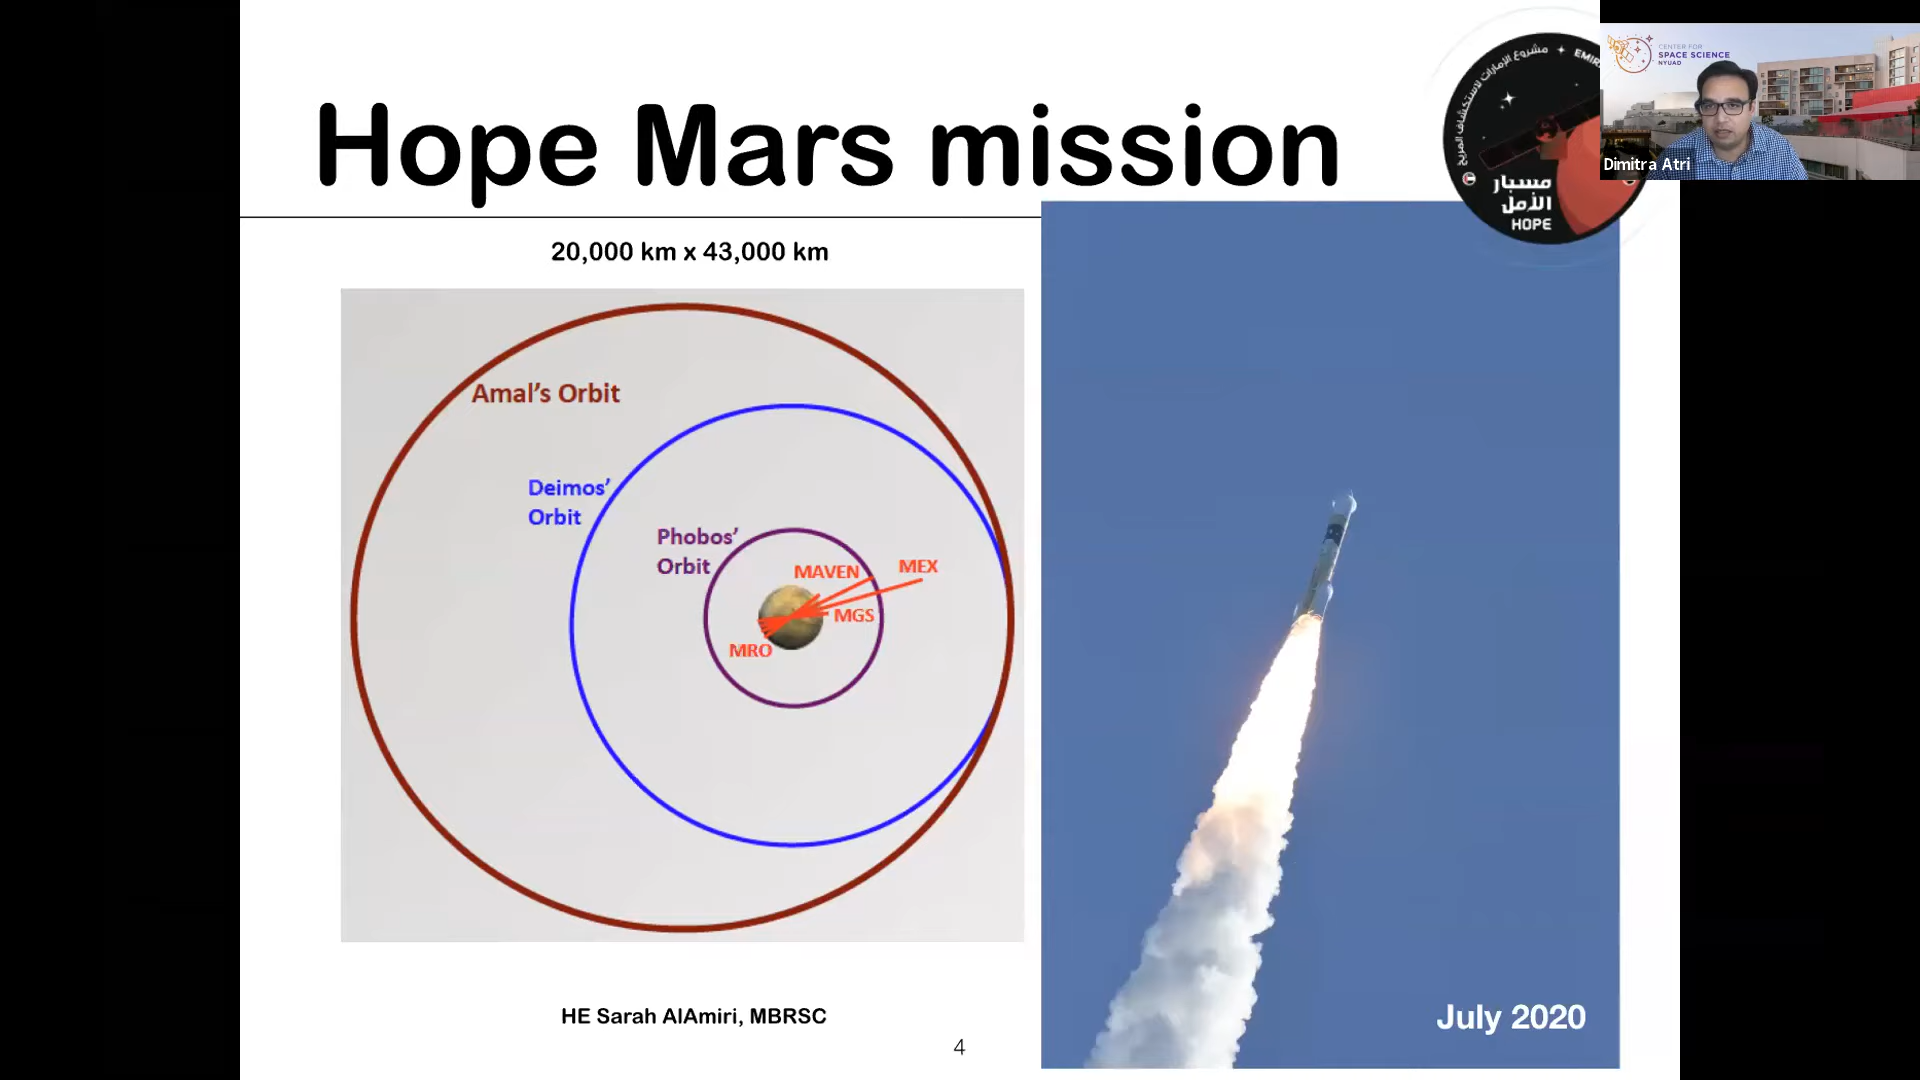 Hope Mars mission
مشروع الإمارات لاستكشاف المريخ
مسبار
الأمل
HOPE
CENTER FOR
SPACE SCIENCE
NYUAD
Dimitra Atri
20,000 km x 43,000 km
Amal's Orbit
Deimos'
Orbit
Phobos'
Orbit
MAVEN
MEX
MGS
MRO
July 2020
HE Sarah AlAmiri, MBRSC
4